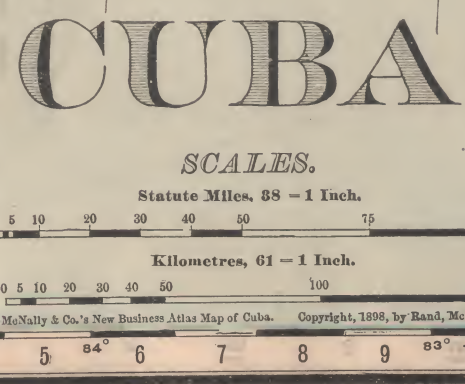 CUBA
SCALES.
Statute Miles, 38 = 1 Inch.
5 10 20 30 40 50 75
Kilometres, 61 = 1 Inch.
0 5 10 20 30 40 50 100
McNally & Co.'s New Business Atlas Map of Cuba. Copyright, 1898, by Rand, Mc
5 84° 6 7 8 9 83°